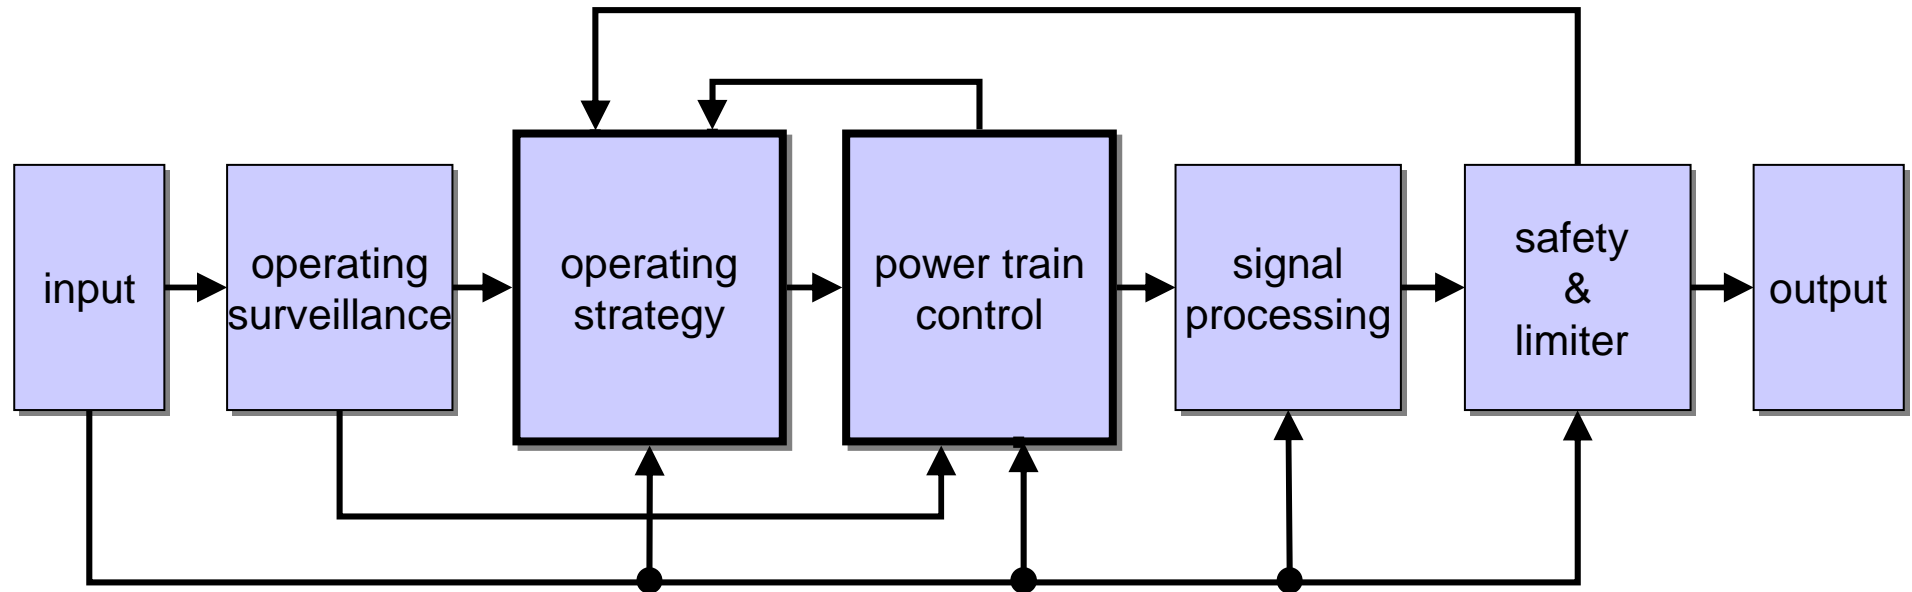 input
operating
surveillance
operating
strategy
power train
control
signal
processing
safety
&
limiter
output